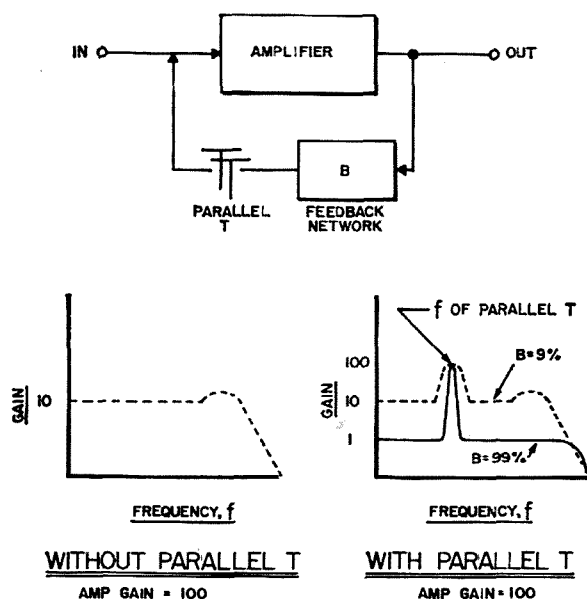 IN
AMPLIFIER
OUT
B
PARALLEL
T
FEEDBACK
NETWORK
GAIN
10
FREQUENCY, f
WITHOUT PARALLEL T
AMP GAIN = 100
f OF PARALLEL T
B=9%
100
GAIN
10
1
B=99%
FREQUENCY, f
WITH PARALLEL T
AMP GAIN=100